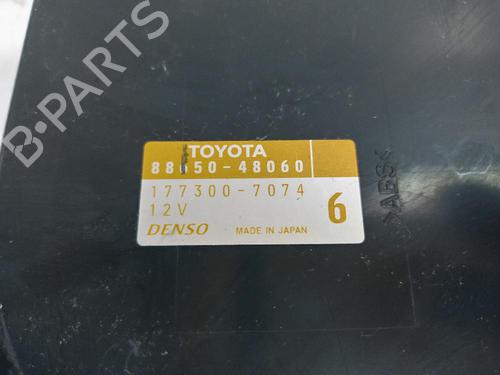 TOYOTA
88650-48060
177300-7074
12V
6
DENSO MADE IN JAPAN
>ABS<
B-PARTS